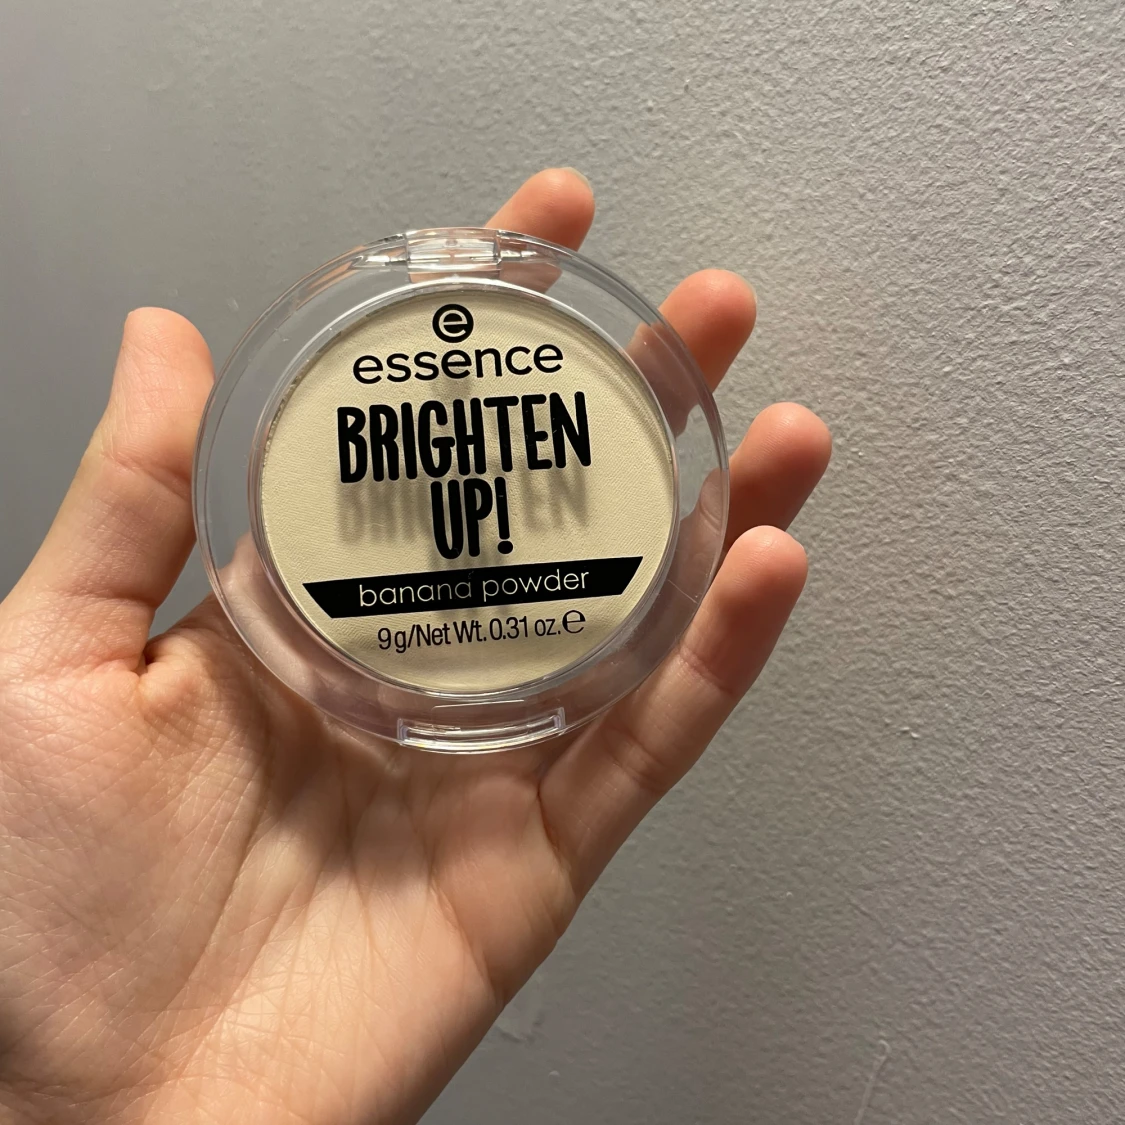 e
essence
BRIGHTEN
UP!
banana powder
9g/Net Wt. 0.31 oz. ℮